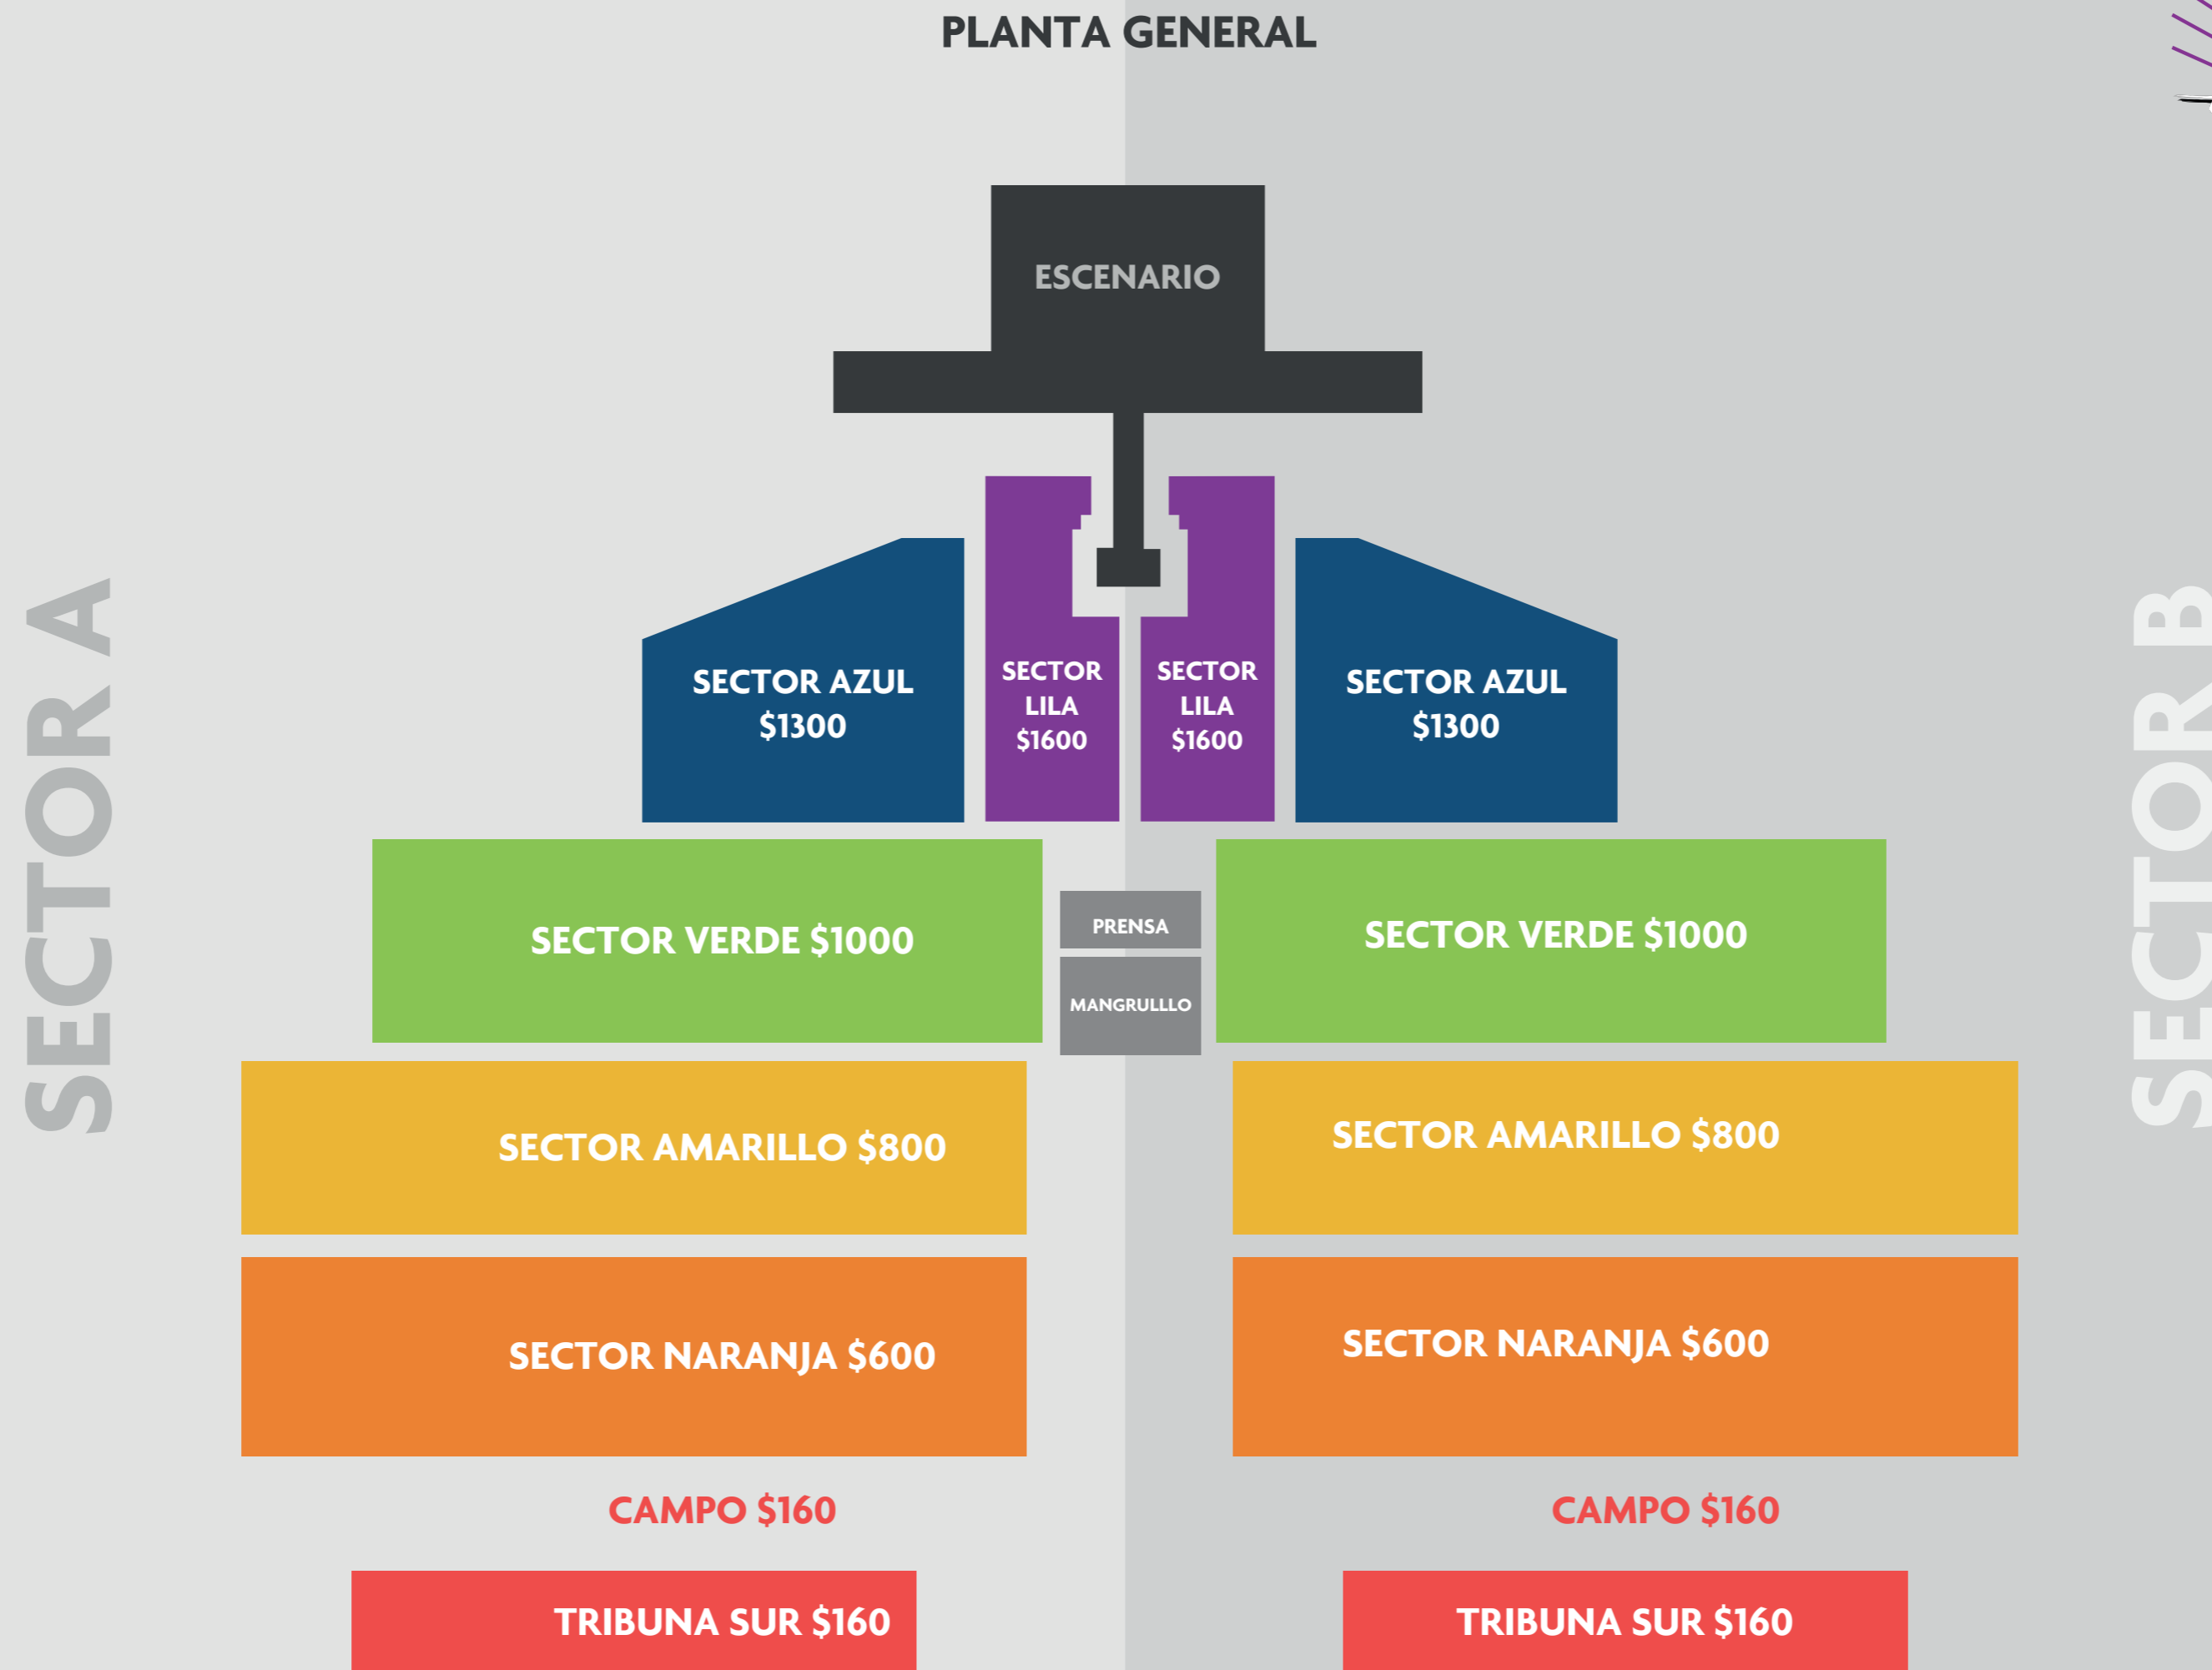 PLANTA GENERAL
ESCENARIO
SECTOR A
SECTOR B
SECTOR AZUL
$1300
SECTOR
LILA
$1600
SECTOR
LILA
$1600
SECTOR AZUL
$1300
SECTOR VERDE $1000
PRENSA
MANGRULLLO
SECTOR VERDE $1000
SECTOR AMARILLO $800
SECTOR AMARILLO $800
SECTOR NARANJA $600
SECTOR NARANJA $600
CAMPO $160
CAMPO $160
TRIBUNA SUR $160
TRIBUNA SUR $160